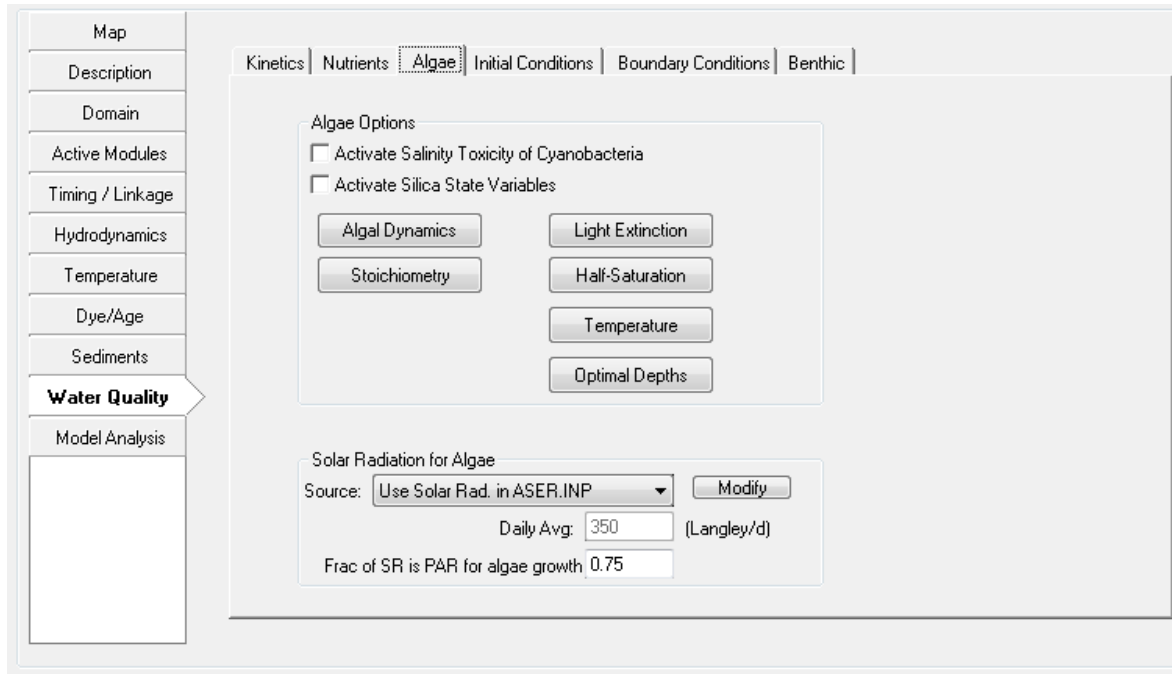 Map
Description
Domain
Active Modules
Timing / Linkage
Hydrodynamics
Temperature
Dye/Age
Sediments
Water Quality
Model Analysis
Kinetics Nutrients Algae Initial Conditions Boundary Conditions Benthic
Algae Options
Activate Salinity Toxicity of Cyanobacteria
Activate Silica State Variables
Algal Dynamics Light Extinction
Stoichiometry Half-Saturation
Temperature
Optimal Depths
Solar Radiation for Algae
Source: Use Solar Rad. in ASER.INP Modify
Daily Avg: 350 (Langley/d)
Frac of SR is PAR for algae growth 0.75